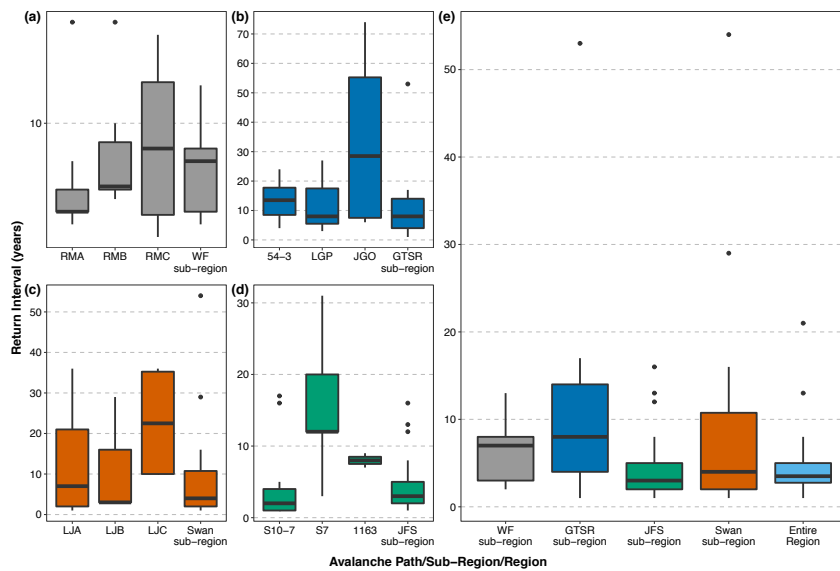 (a)
10
RMA RMB RMC WF
sub−region
(b)
70
60
50
40
30
20
10
0
54−3 LGP JGO GTSR
sub−region
(c)
50
40
30
20
10
0
LJA LJB LJC Swan
sub−region
(d)
30
20
10
0
S10−7 S7 1163 JFS
sub−region
(e)
50
40
30
20
10
0
WF GTSR JFS Swan Entire
sub−region sub−region sub−region sub−region Region
Return Interval (years)
Avalanche Path/Sub−Region/Region